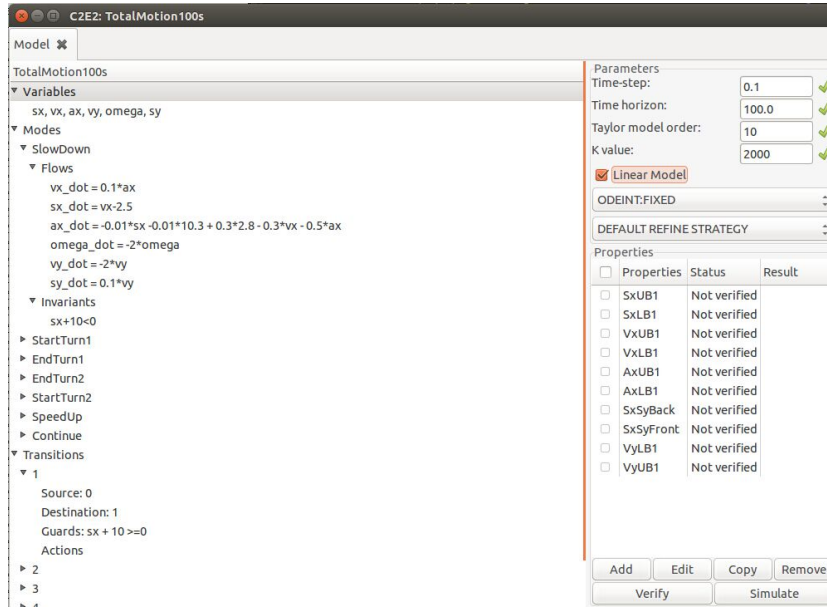 C2E2: TotalMotion100s
Model
TotalMotion100s
Variables
sx, vx, ax, vy, omega, sy
Modes
SlowDown
Flows
vx_dot = 0.1*ax
sx_dot = vx-2.5
ax_dot = -0.01*sx -0.01*10.3 + 0.3*2.8 - 0.3*vx - 0.5*ax
omega_dot = -2*omega
vy_dot = -2*vy
sy_dot = 0.1*vy
Invariants
sx+10<0
StartTurn1
EndTurn1
EndTurn2
StartTurn2
SpeedUp
Continue
Transitions
1
Source: 0
Destination: 1
Guards: sx + 10 >=0
Actions
2
3
Parameters
Time-step: 0.1
Time horizon: 100.0
Taylor model order: 10
K value: 2000
Linear Model
ODEINT:FIXED
DEFAULT REFINE STRATEGY
Properties
Properties Status Result
SxUB1 Not verified
SxLB1 Not verified
VxUB1 Not verified
VxLB1 Not verified
AxUB1 Not verified
AxLB1 Not verified
SxSyBack Not verified
SxSyFront Not verified
VyLB1 Not verified
VyUB1 Not verified
Add Edit Copy Remove
Verify Simulate